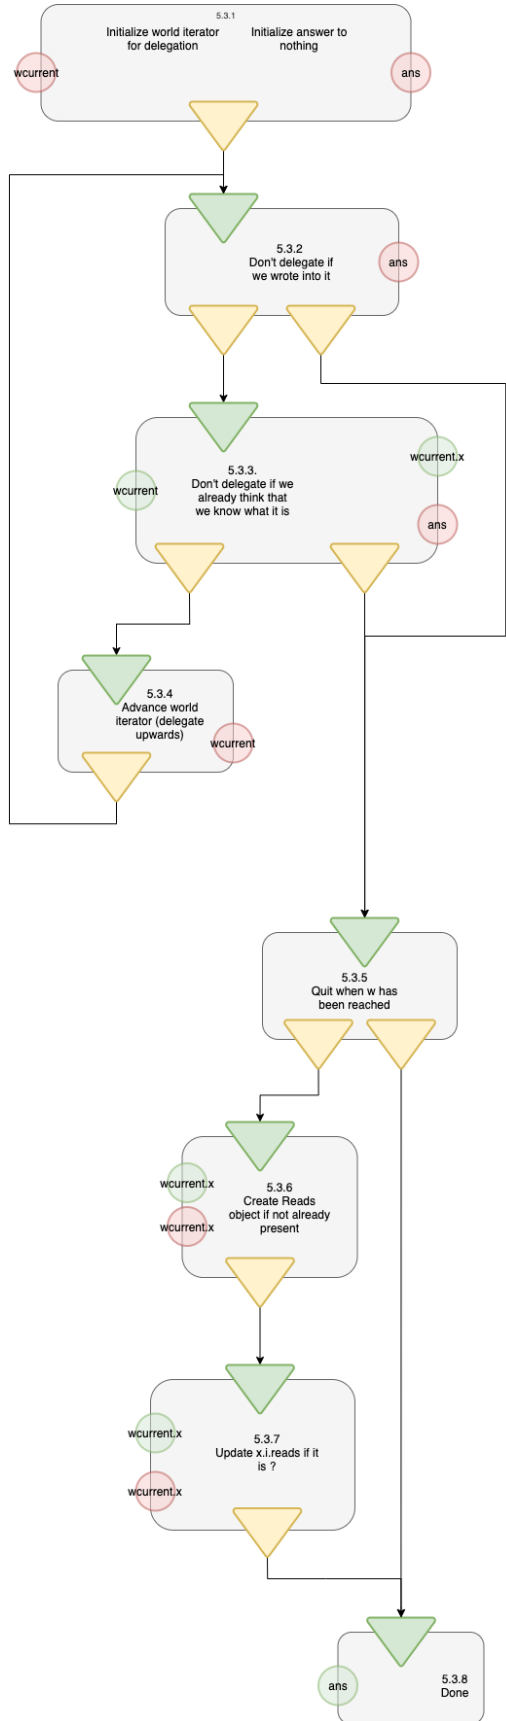 5.3.1
Initialize world iterator
for delegation
Initialize answer to
nothing
wcurrent
ans
5.3.2
Don't delegate if
we wrote into it
ans
wcurrent.x
5.3.3.
Don't delegate if we
already think that
we know what it is
wcurrent
ans
5.3.4
Advance world
iterator (delegate
upwards)
wcurrent
5.3.5
Quit when w has
been reached
wcurrent.x
5.3.6
Create Reads
object if not already
present
wcurrent.x
wcurrent.x
5.3.7
Update x.i.reads if it
is ?
wcurrent.x
ans
5.3.8
Done